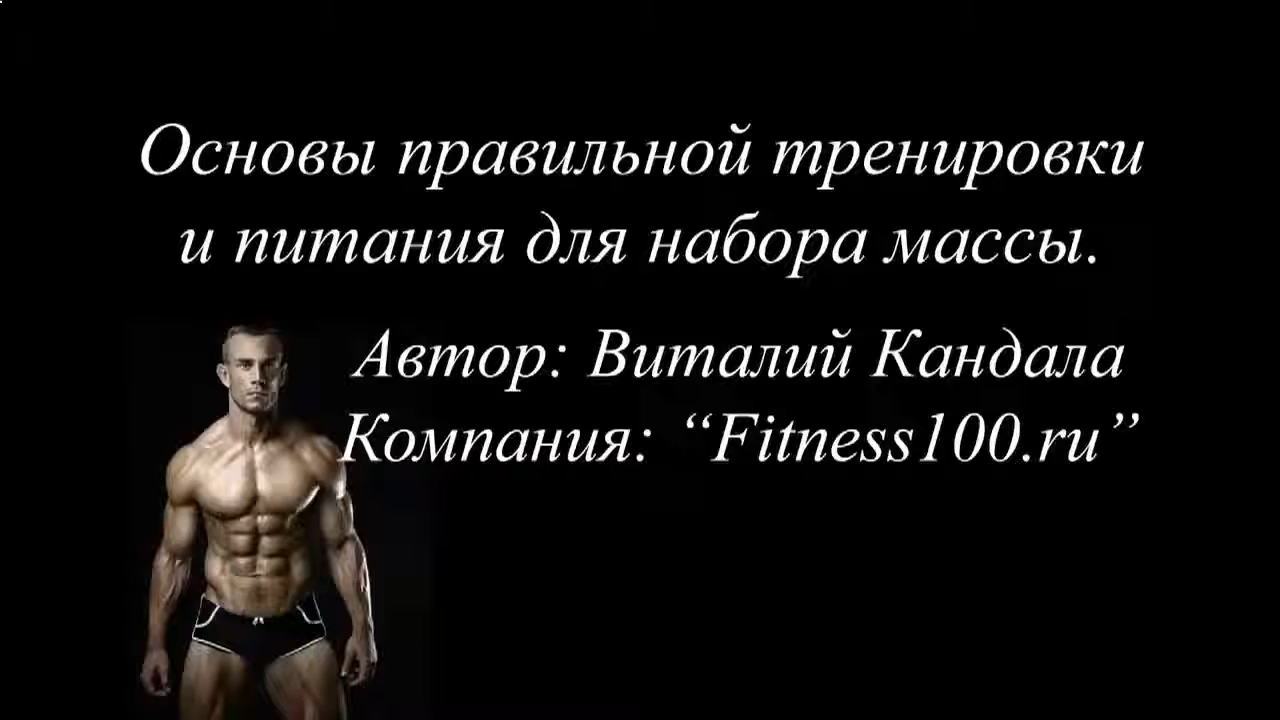 Основы правильной тренировки
и питания для набора массы.
Автор: Виталий Кандала
Компания: “Fitness100.ru”